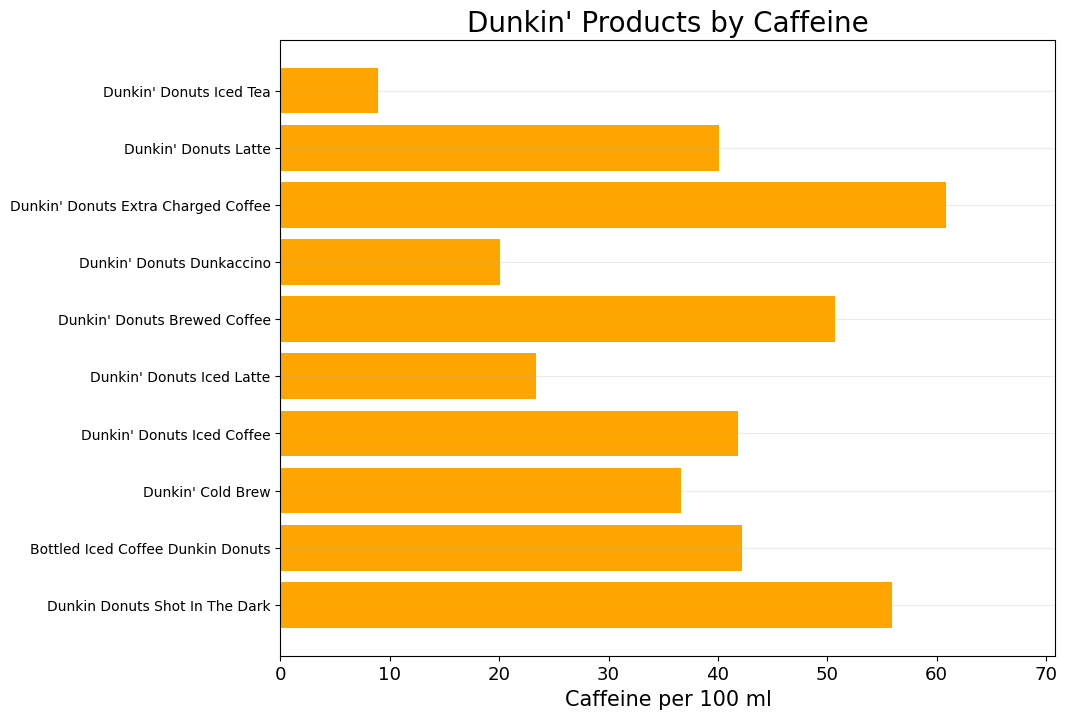 Dunkin' Products by Caffeine
Dunkin' Donuts Iced Tea
Dunkin' Donuts Latte
Dunkin' Donuts Extra Charged Coffee
Dunkin' Donuts Dunkaccino
Dunkin' Donuts Brewed Coffee
Dunkin' Donuts Iced Latte
Dunkin' Donuts Iced Coffee
Dunkin' Cold Brew
Bottled Iced Coffee Dunkin Donuts
Dunkin Donuts Shot In The Dark
0 10 20 30 40 50 60 70
Caffeine per 100 ml